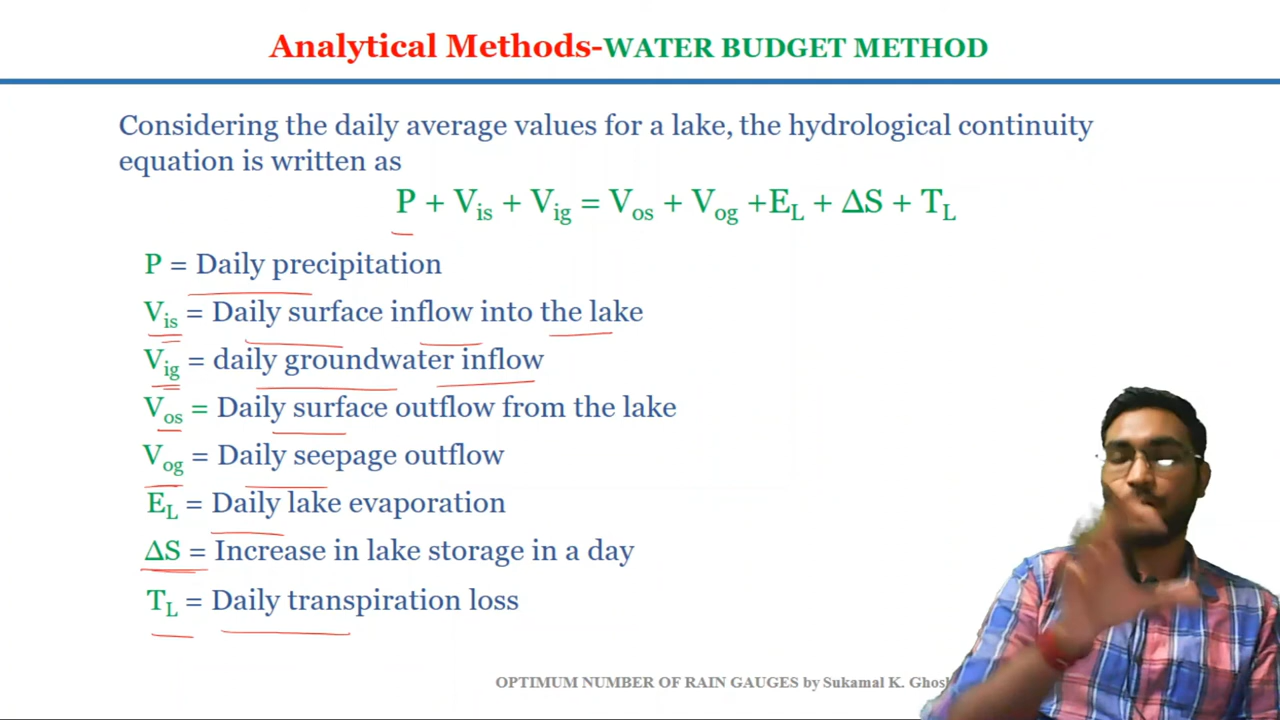 Analytical Methods-WATER BUDGET METHOD
Considering the daily average values for a lake, the hydrological continuity
equation is written as
P + Vis + Vig = Vos + Vog +EL + ΔS + TL
P = Daily precipitation
Vis = Daily surface inflow into the lake
Vig = daily groundwater inflow
Vos = Daily surface outflow from the lake
Vog = Daily seepage outflow
EL = Daily lake evaporation
ΔS = Increase in lake storage in a day
TL = Daily transpiration loss
OPTIMUM NUMBER OF RAIN GAUGES by Sukamal K. Ghosh